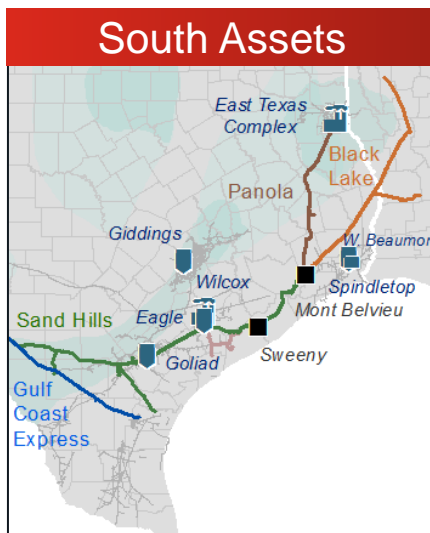 South Assets
East Texas
Complex
Black
Lake
Panola
Giddings
W. Beaumon
Wilcox
Spindletop
Eagle
Mont Belvieu
Sand Hills
Goliad
Sweeny
Gulf
Coast
Express